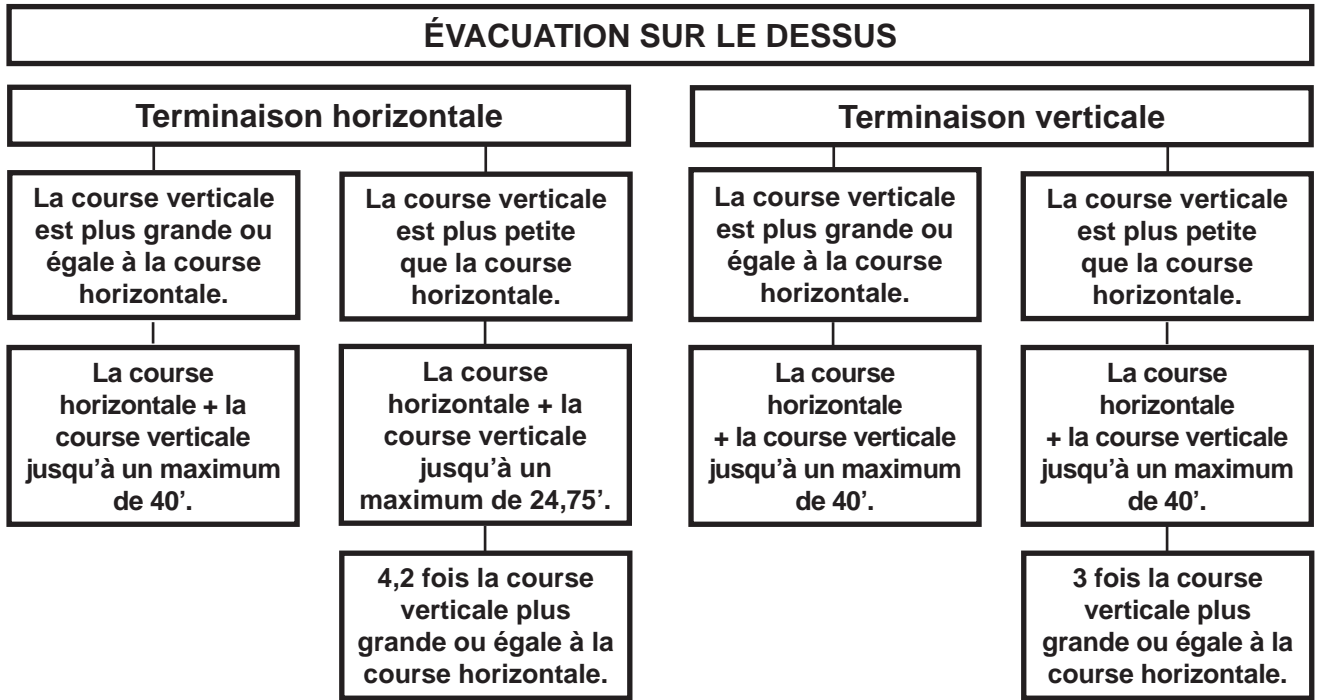 ÉVACUATION SUR LE DESSUS
Terminaison horizontale
La course verticale
est plus grande ou
égale à la course
horizontale.
La course
horizontale + la
course verticale
jusqu’à un maximum
de 40’.
La course verticale
est plus petite
que la course
horizontale.
La course
horizontale + la
course verticale
jusqu’à un
maximum de 24,75’.
4,2 fois la course
verticale plus
grande ou égale à la
course horizontale.
Terminaison verticale
La course verticale
est plus grande ou
égale à la course
horizontale.
La course
horizontale
+ la course verticale
jusqu’à un maximum
de 40’.
La course verticale
est plus petite
que la course
horizontale.
La course
horizontale
+ la course verticale
jusqu’à un maximum
de 40’.
3 fois la course
verticale plus
grande ou égale à la
course horizontale.